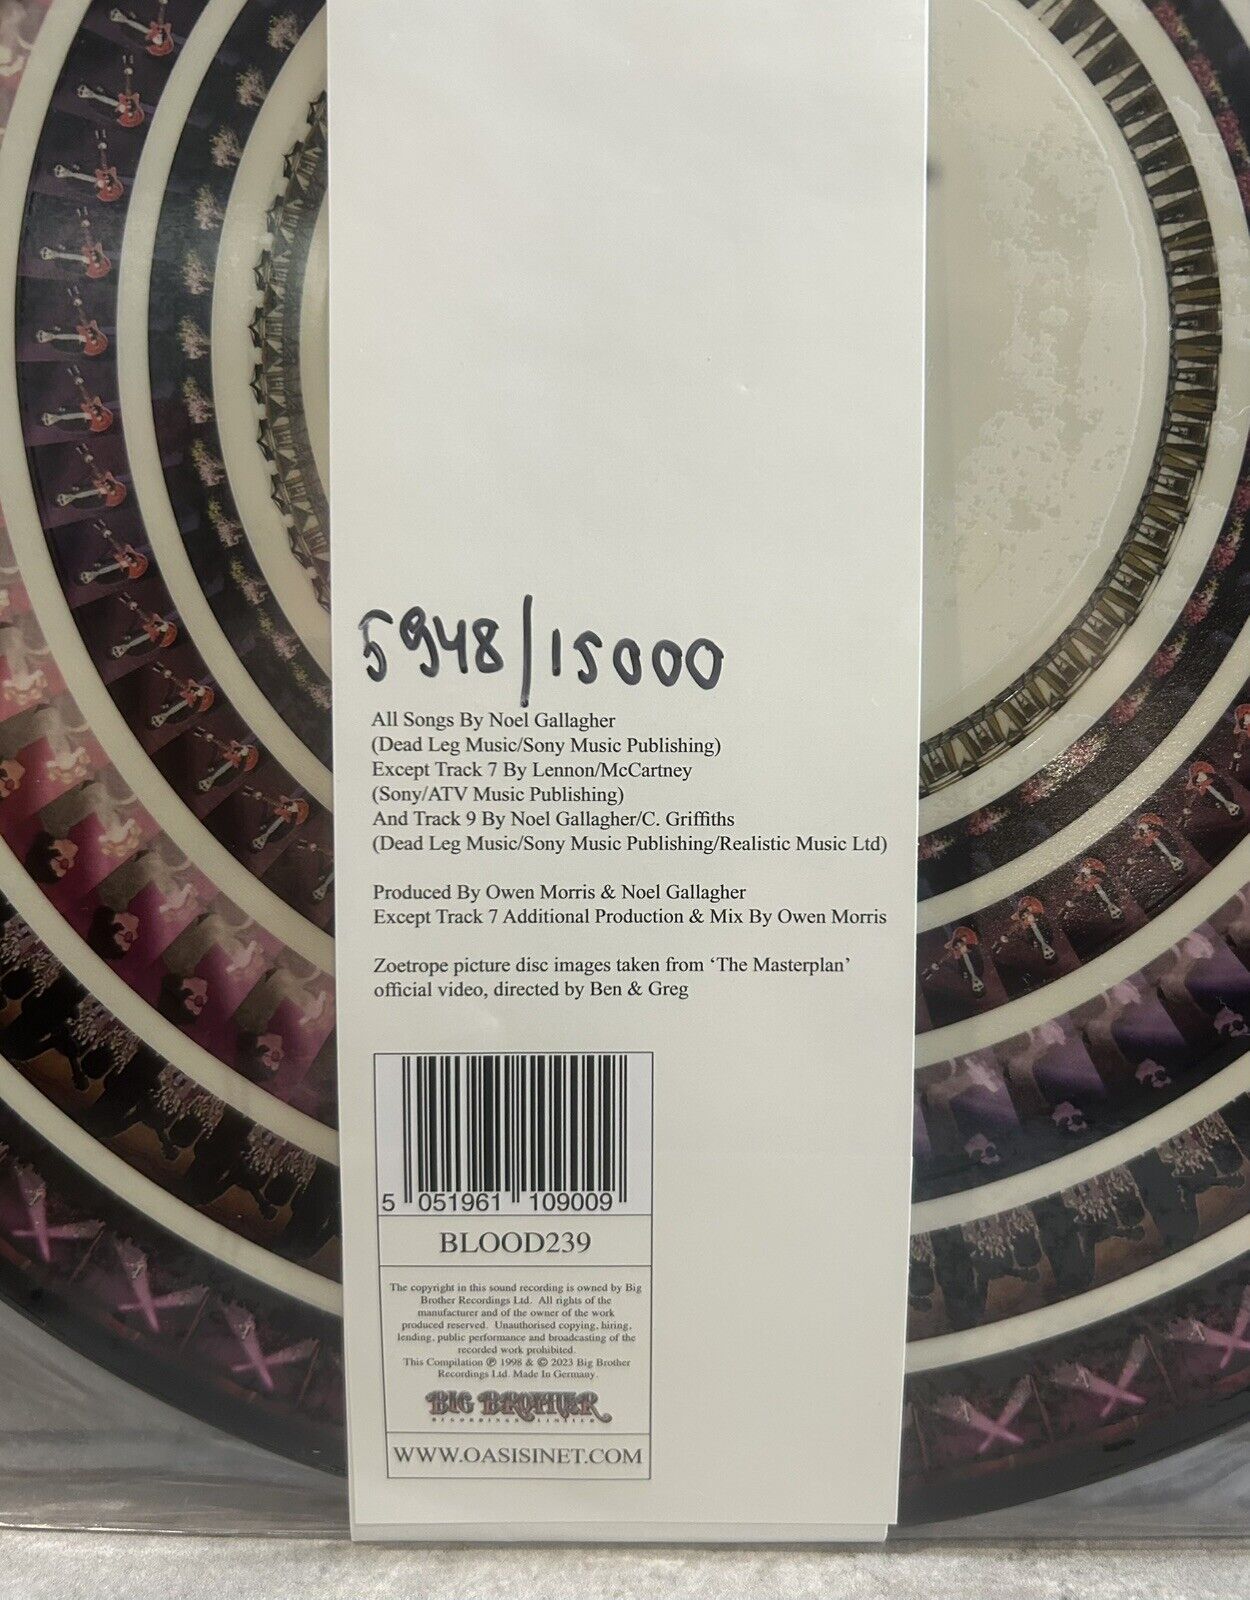 5948/15000
All Songs By Noel Gallagher
(Dead Leg Music/Sony Music Publishing)
Except Track 7 By Lennon/McCartney
(Sony/ATV Music Publishing)
And Track 9 By Noel Gallagher/C. Griffiths
(Dead Leg Music/Sony Music Publishing/Realistic Music Ltd)
Produced By Owen Morris & Noel Gallagher
Except Track 7 Additional Production & Mix By Owen Morris
Zoetrope picture disc images taken from ‘The Masterplan’
official video, directed by Ben & Greg
5 051961 109009
BLOOD239
The copyright in this sound recording is owned by Big
Brother Recordings Ltd. All rights of the
manufacturer and of the owner of the work
produced reserved. Unauthorised copying, hiring,
lending, public performance and broadcasting of the
recorded work prohibited.
This Compilation ℗ 1998 & © 2023 Big Brother
Recordings Ltd. Made In Germany.
BIG BROTHER
RECORDINGS LIMITED
WWW.OASISINET.COM